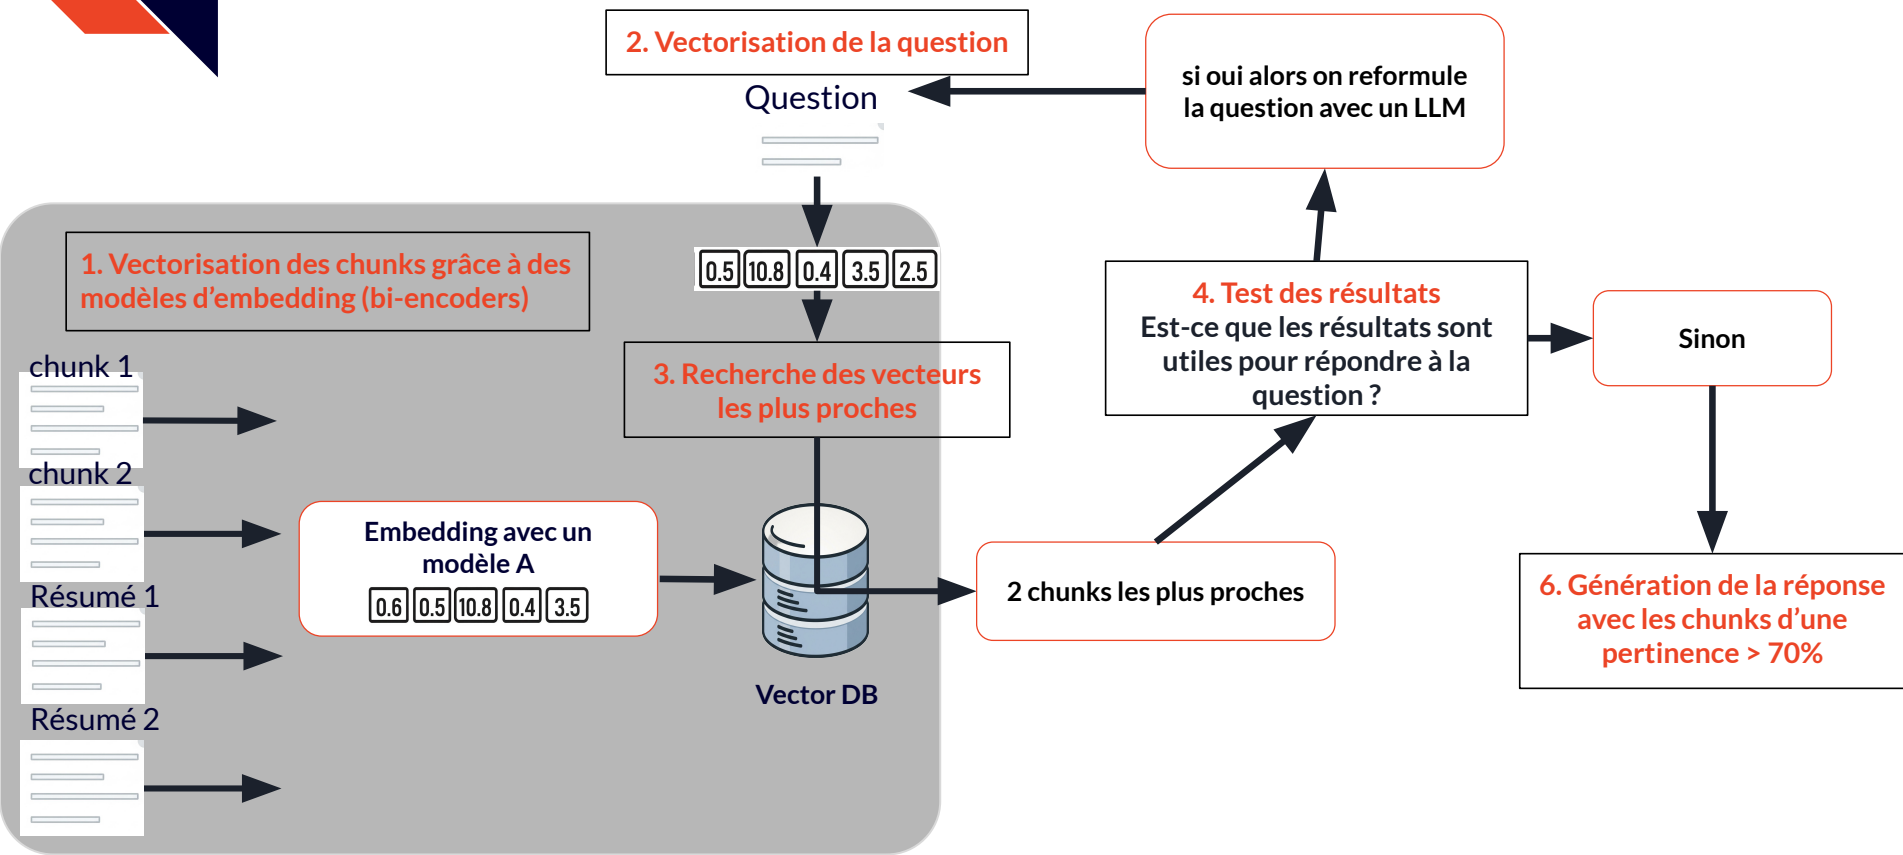 2. Vectorisation de la question
Question
si oui alors on reformule
la question avec un LLM
1. Vectorisation des chunks grâce à des
modèles d’embedding (bi-encoders)
0.5 10.8 0.4 3.5 2.5
3. Recherche des vecteurs
les plus proches
4. Test des résultats
Est-ce que les résultats sont
utiles pour répondre à la
question ?
Sinon
chunk 1
chunk 2
Résumé 1
Résumé 2
Embedding avec un
modèle A
0.6 0.5 10.8 0.4 3.5
Vector DB
2 chunks les plus proches
6. Génération de la réponse
avec les chunks d’une
pertinence > 70%